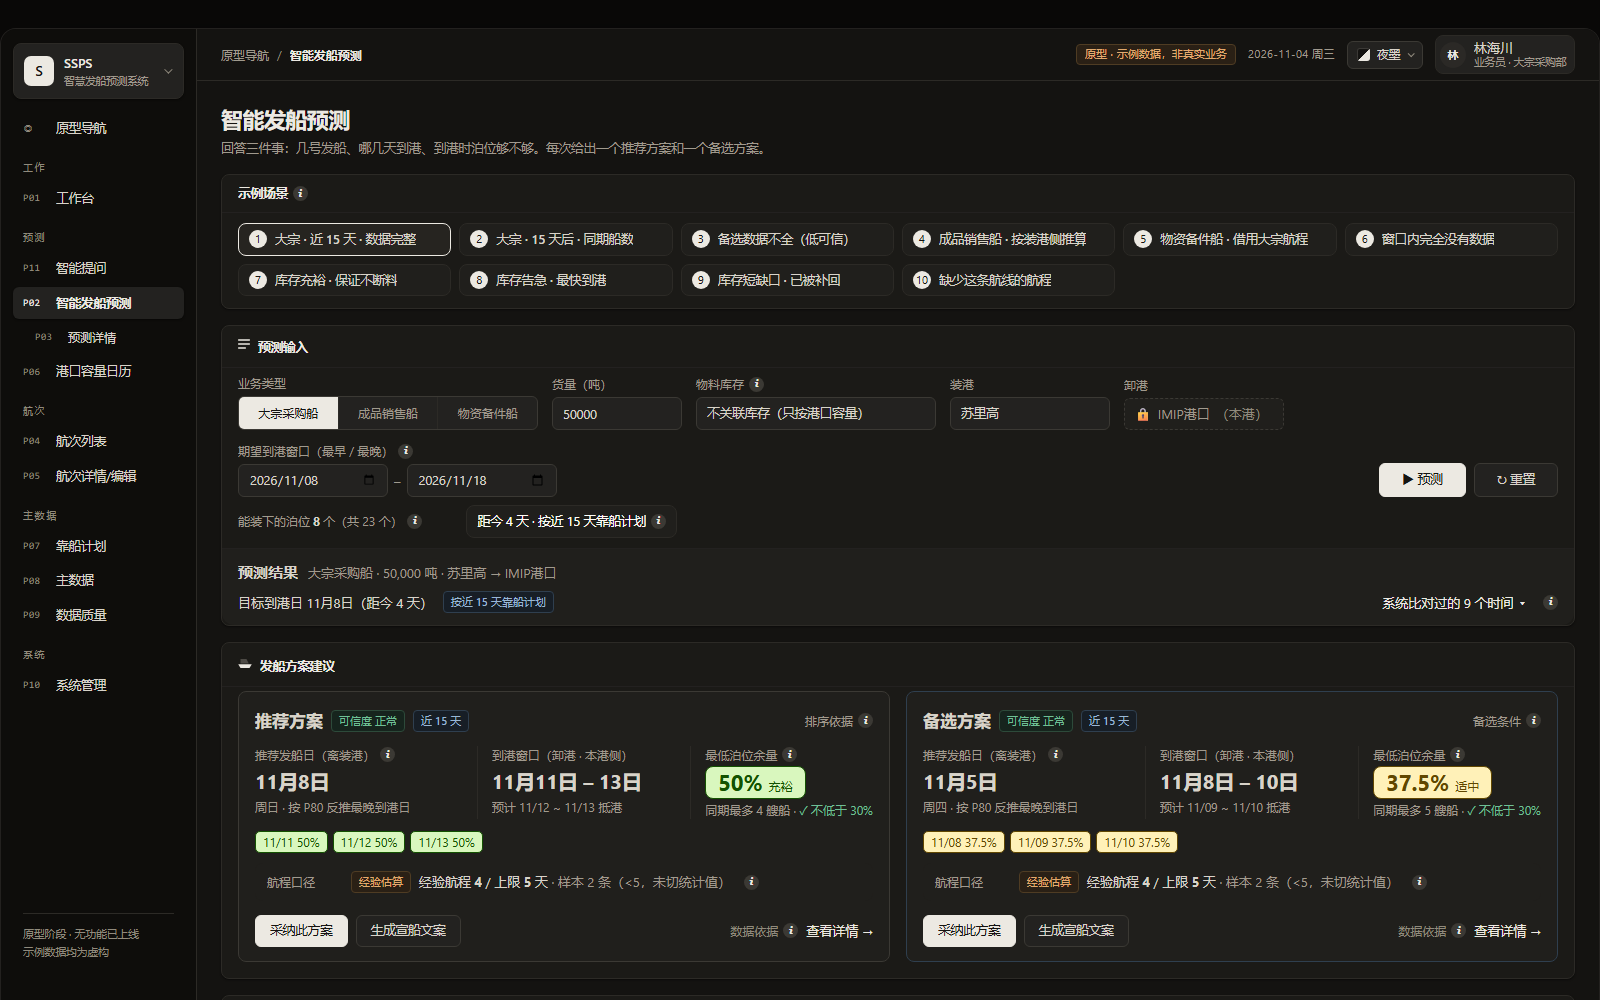 S
SSPS
智慧发船预测系统
原型导航
工作
P01 工作台
预测
P11 智能提问
P02 智能发船预测
P03 预测详情
P06 港口容量日历
航次
P04 航次列表
P05 航次详情/编辑
主数据
P07 靠船计划
P08 主数据
P09 数据质量
系统
P10 系统管理
原型阶段 · 无功能已上线
示例数据均为虚构
原型导航 / 智能发船预测
原型 · 示例数据，非真实业务
2026-11-04 周三
夜墨
林
林海川
业务员 · 大宗采购部
智能发船预测
回答三件事：几号发船、哪几天到港、到港时泊位够不够。每次给出一个推荐方案和一个备选方案。
示例场景 i
1 大宗 · 近 15 天 · 数据完整
2 大宗 · 15 天后 · 同期船数
3 备选数据不全（低可信）
4 成品销售船 · 按装港侧推算
5 物资备件船 · 借用大宗航程
6 窗口内完全没有数据
7 库存充裕 · 保证不断料
8 库存告急 · 最快到港
9 库存短缺口 · 已被补回
10 缺少这条航线的航程
预测输入
业务类型
大宗采购船 成品销售船 物资备件船
货量（吨）
50000
物料库存 i
不关联库存（只按港口容量）
装港
苏里高
卸港
IMIP港口 （本港）
期望到港窗口（最早 / 最晚） i
2026/11/08 – 2026/11/18
▶ 预测
↻ 重置
能装下的泊位 8 个（共 23 个） i
距今 4 天 · 按近 15 天靠船计划 i
预测结果 大宗采购船 · 50,000 吨 · 苏里高 → IMIP港口
目标到港日 11月8日（距今 4 天） 按近 15 天靠船计划
系统比对过的 9 个时间 i
发船方案建议
推荐方案 可信度 正常 近 15 天
排序依据 i
推荐发船日（离装港） i
11月8日
周日 · 按 P80 反推最晚到港日
到港窗口（卸港 · 本港侧）
11月11日 – 13日
预计 11/12 ~ 11/13 抵港
最低泊位余量 i
50% 充裕
同期最多 4 艘船 · ✓ 不低于 30%
11/11 50% 11/12 50% 11/13 50%
航程口径 经验估算 经验航程 4 / 上限 5 天 · 样本 2 条（<5，未切统计值） i
采纳此方案 生成宣船文案
数据依据 i 查看详情 →
备选方案 可信度 正常 近 15 天
备选条件 i
推荐发船日（离装港） i
11月5日
周四 · 按 P80 反推最晚到港日
到港窗口（卸港 · 本港侧）
11月8日 – 10日
预计 11/09 ~ 11/10 抵港
最低泊位余量 i
37.5% 适中
同期最多 5 艘船 · ✓ 不低于 30%
11/08 37.5% 11/09 37.5% 11/10 37.5%
航程口径 经验估算 经验航程 4 / 上限 5 天 · 样本 2 条（<5，未切统计值） i
采纳此方案 生成宣船文案
数据依据 i 查看详情 →